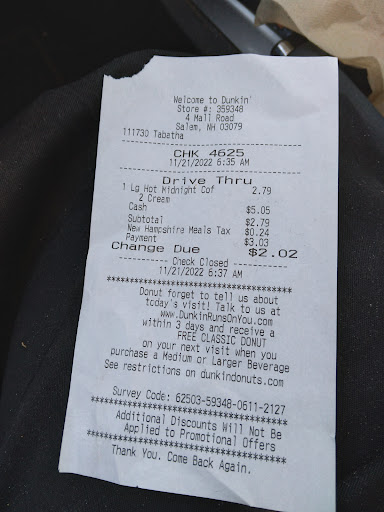 Welcome to Dunkin'
Store #: 359348
4 Mall Road
Salem, NH 03079
111730 Tabatha
CHK 4625
11/21/2022 6:35 AM
Drive Thru
1 Lg Hot Midnight Cof 2.79
2 Cream
Cash $5.05
Subtotal $2.79
New Hampshire Meals Tax $0.24
Payment $3.03
Change Due $2.02
------------ Check Closed ------------
11/21/2022 6:37 AM
**************************************
Donut forget to tell us about
today's visit! Talk to us at
www.DunkinRunsOnYou.com
within 3 days and receive a
FREE CLASSIC DONUT
on your next visit when you
purchase a Medium or Larger Beverage
See restrictions on dunkindonuts.com
Survey Code: 62503-59348-0611-2127
**************************************
Additional Discounts Will Not Be
Applied to Promotional Offers
**************************************
Thank You. Come Back Again.